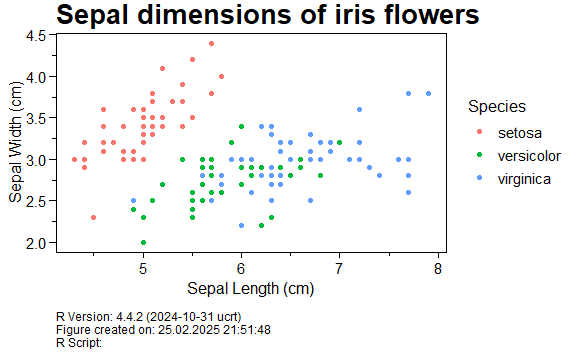 Sepal dimensions of iris flowers
4.5
4.0
3.5
3.0
2.5
2.0
Sepal Width (cm)
5 6 7 8
Sepal Length (cm)
Species
setosa
versicolor
virginica
R Version: 4.4.2 (2024-10-31 ucrt)
Figure created on: 25.02.2025 21:51:48
R Script: